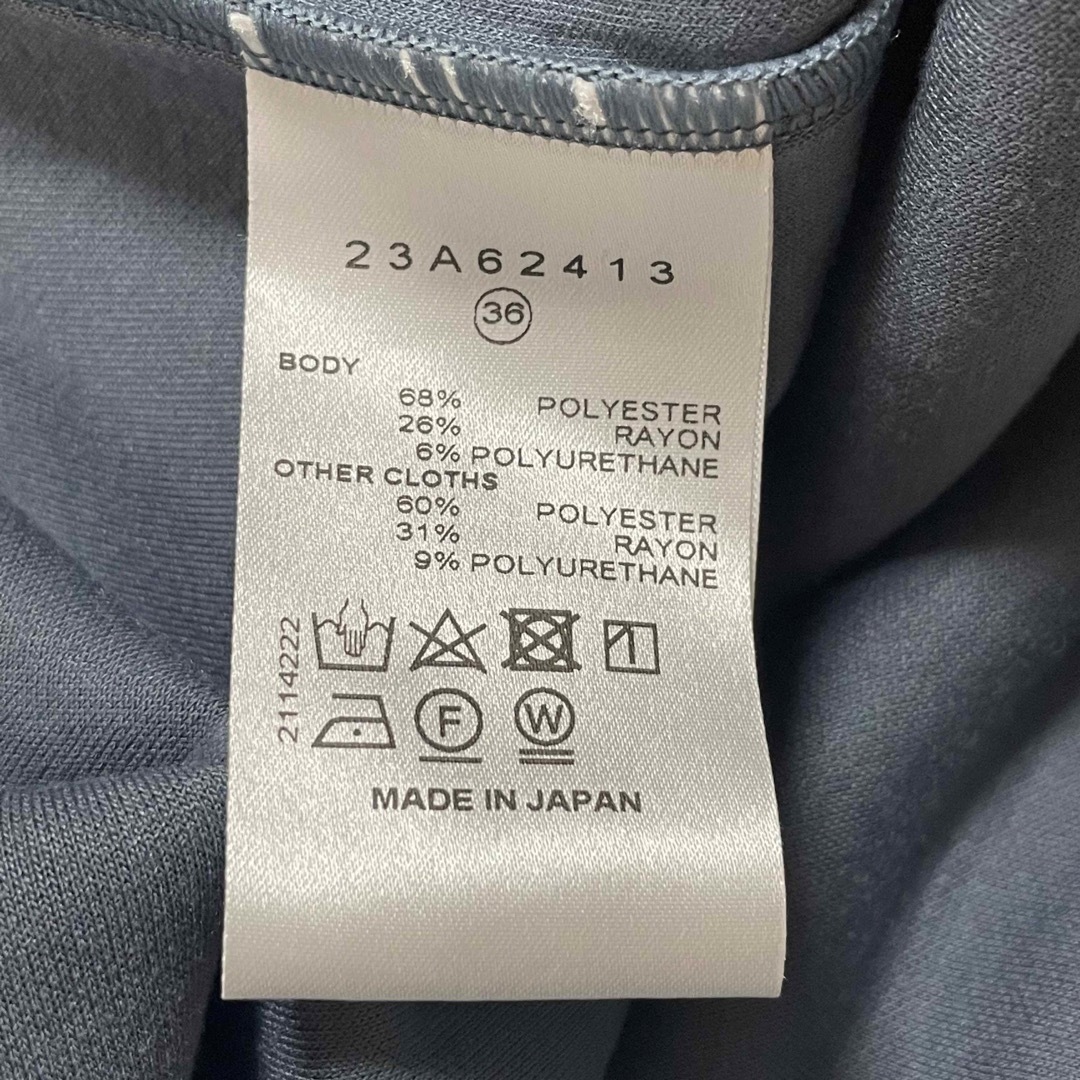 23A62413
36
BODY
68% POLYESTER
26% RAYON
6% POLYURETHANE
OTHER CLOTHS
60% POLYESTER
31% RAYON
9% POLYURETHANE
2114222
F W
MADE IN JAPAN